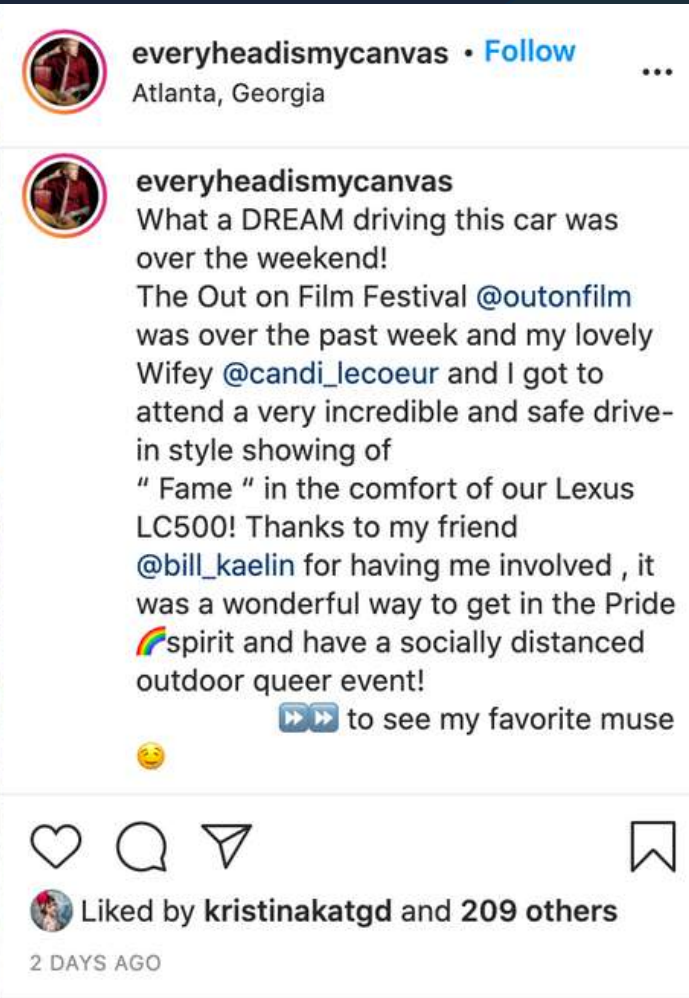 everyheadismycanvas • Follow
Atlanta, Georgia
everyheadismycanvas
What a DREAM driving this car was
over the weekend!
The Out on Film Festival @outonfilm
was over the past week and my lovely
Wifey @candi_lecoeur and I got to
attend a very incredible and safe drive-
in style showing of
“ Fame “ in the comfort of our Lexus
LC500! Thanks to my friend
@bill_kaelin for having me involved , it
was a wonderful way to get in the Pride
🌈spirit and have a socially distanced
outdoor queer event!
⏩⏩ to see my favorite muse
🤤
Liked by kristinakatgd and 209 others
2 DAYS AGO